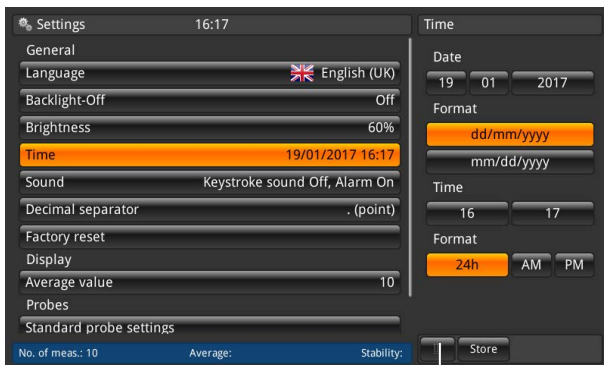 Settings 16:17
General
Language English (UK)
Backlight-Off Off
Brightness 60%
Time 19/01/2017 16:17
Sound Keystroke sound Off, Alarm On
Decimal separator . (point)
Factory reset
Display
Average value 10
Probes
Standard probe settings
No. of meas.: 10 Average: Stability:
Time
Date
19 01 2017
Format
dd/mm/yyyy
mm/dd/yyyy
Time
16 17
Format
24h AM PM
Store